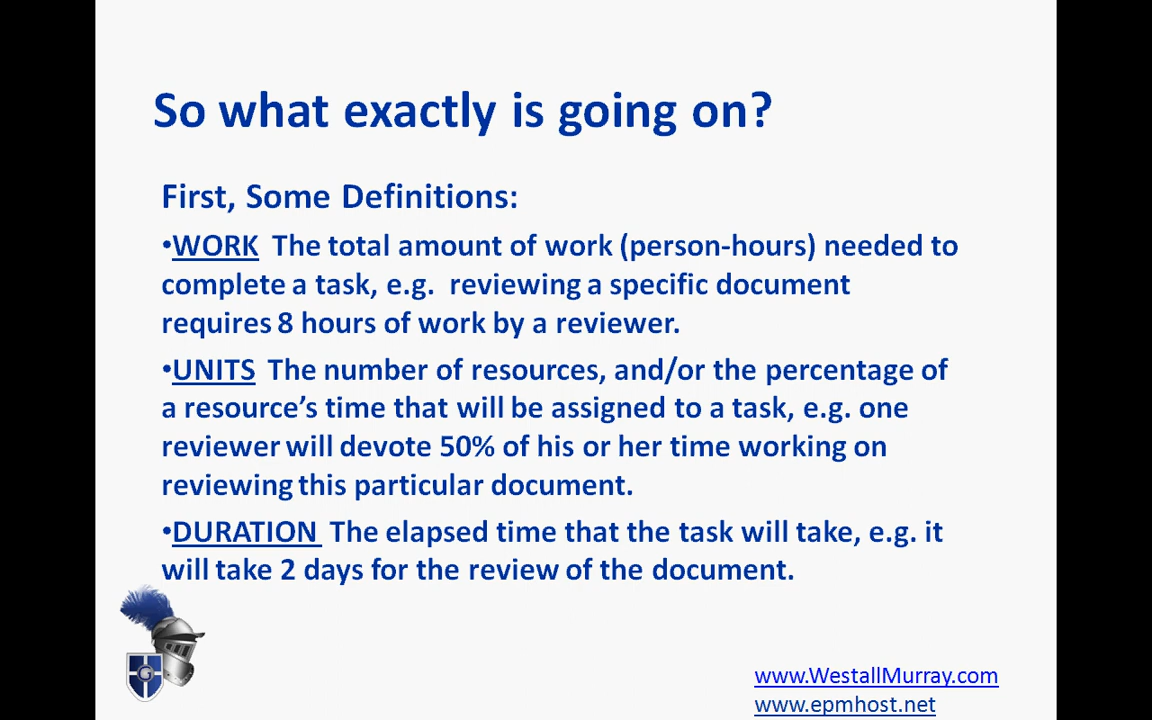 So what exactly is going on?
First, Some Definitions:
•WORK  The total amount of work (person-hours) needed to
complete a task, e.g.  reviewing a specific document
requires 8 hours of work by a reviewer.
•UNITS  The number of resources, and/or the percentage of
a resource’s time that will be assigned to a task, e.g. one
reviewer will devote 50% of his or her time working on
reviewing this particular document.
•DURATION  The elapsed time that the task will take, e.g. it
will take 2 days for the review of the document.
G
www.WestallMurray.com
www.epmhost.net